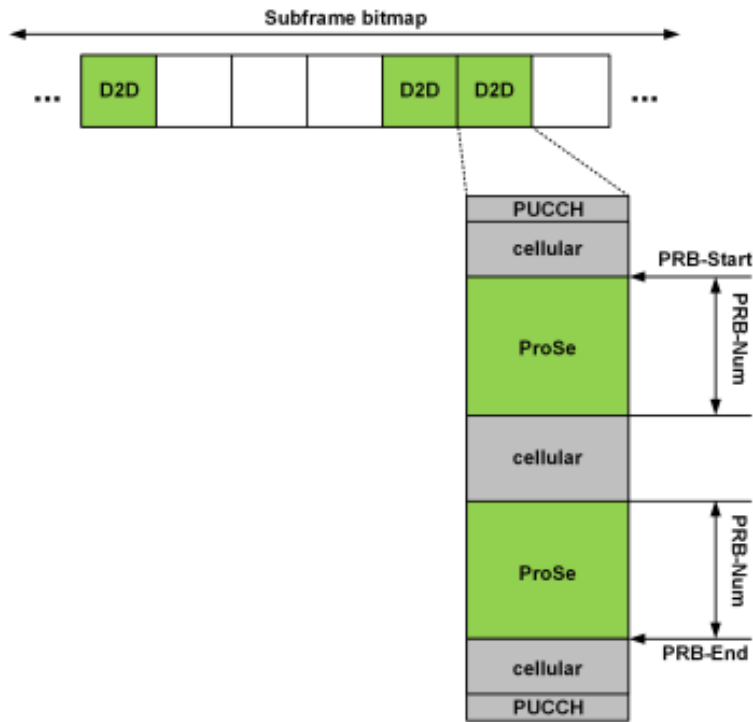 Subframe bitmap
... D2D D2D D2D ...
PUCCH
cellular
PRB-Start
ProSe
PRB-Num
cellular
ProSe
PRB-Num
PRB-End
cellular
PUCCH